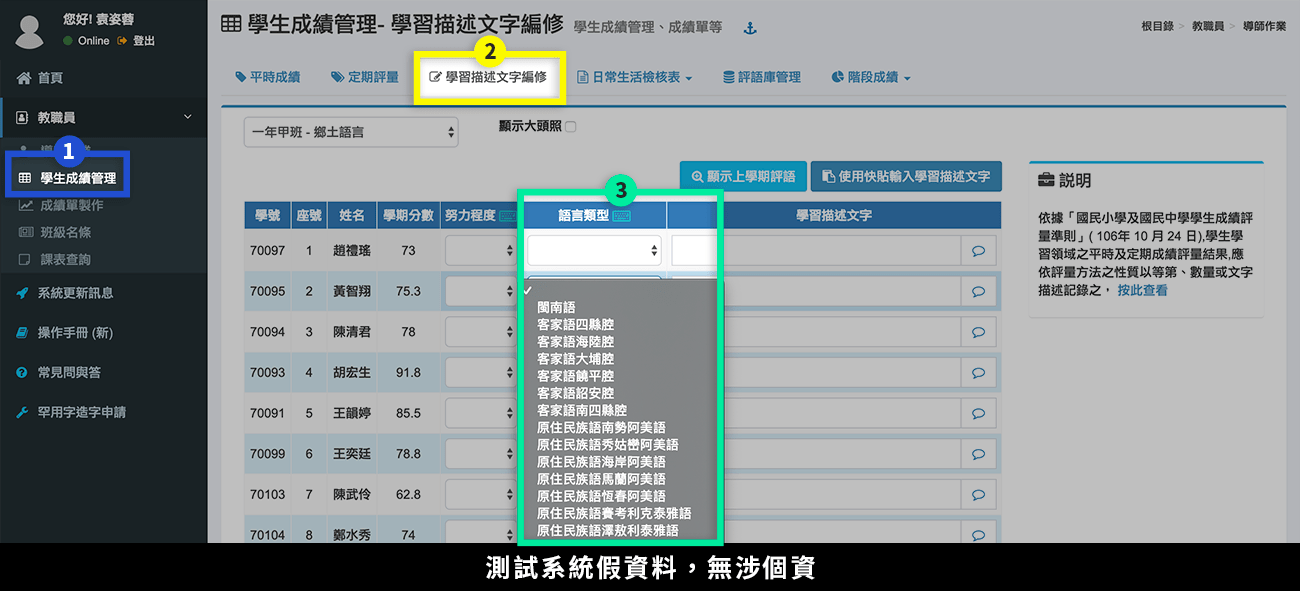 您好! 袁姿蓉
Online 登出
首頁
教職員
1
學生成績管理
成績單製作
班級名條
課表查詢
系統更新訊息
操作手冊 (新)
常見問與答
罕用字造字申請
學生成績管理- 學習描述文字編修 學生成績管理、成績單等
根目錄 > 教職員 > 導師作業
2
平時成績 定期評量 學習描述文字編修 日常生活檢核表 評語庫管理 階段成績
一年甲班 - 鄉土語言 顯示大頭照
顯示上學期評語 使用快貼輸入學習描述文字
3
學號 座號 姓名 學期分數 努力程度 語言類型 學習描述文字
70097 1 趙禮瑤 73
70095 2 黃智翔 75.3
70094 3 陳清君 78
70093 4 胡宏生 91.8
70091 5 王韻婷 85.5
70099 6 王奕廷 78.8
70103 7 陳武伶 62.8
70104 8 鄭水秀 74
✓
閩南語
客家語四縣腔
客家語海陸腔
客家語大埔腔
客家語饒平腔
客家語詔安腔
客家語南四縣腔
原住民族語南勢阿美語
原住民族語秀姑巒阿美語
原住民族語海岸阿美語
原住民族語馬蘭阿美語
原住民族語恆春阿美語
原住民族語賽考利克泰雅語
原住民族語澤敖利泰雅語
說明
依據「國民小學及國民中學學生成績評
量準則」( 106年 10 月 24 日),學生學
習領域之平時及定期成績評量結果,應
依評量方法之性質以等第、數量或文字
描述記錄之， 按此查看
測試系統假資料，無涉個資